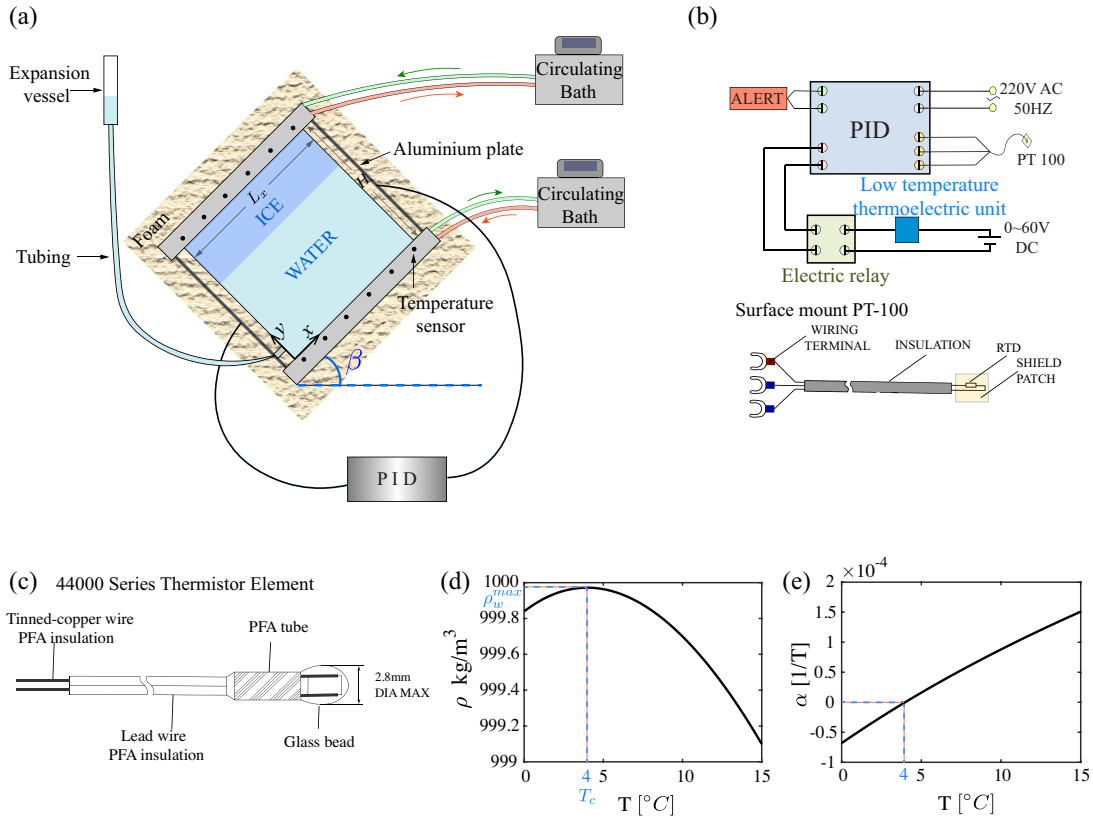 (a)
Expansion
vessel
Circulating
Bath
Aluminium plate
H
L_x
ICE
Foam
WATER
Tubing
Circulating
Bath
Temperature
sensor
y
x
β
P I D
(b)
ALERT
PID
220V AC
50HZ
PT 100
Low temperature
thermoelectric unit
0~60V
DC
Electric relay
Surface mount PT-100
WIRING
TERMINAL
INSULATION
RTD
SHIELD
PATCH
(c)
44000 Series Thermistor Element
Tinned-copper wire
PFA insulation
PFA tube
2.8mm
DIA MAX
Lead wire
PFA insulation
Glass bead
(d)
1000
ρ_w^{max}
999.8
999.6
999.4
999.2
999
ρ kg/m³
0
4
5
10
15
T_c
T [°C]
(e)
×10⁻⁴
2
1.5
1
0.5
0
-0.5
-1
α [1/T]
0
4
5
10
15
T [°C]